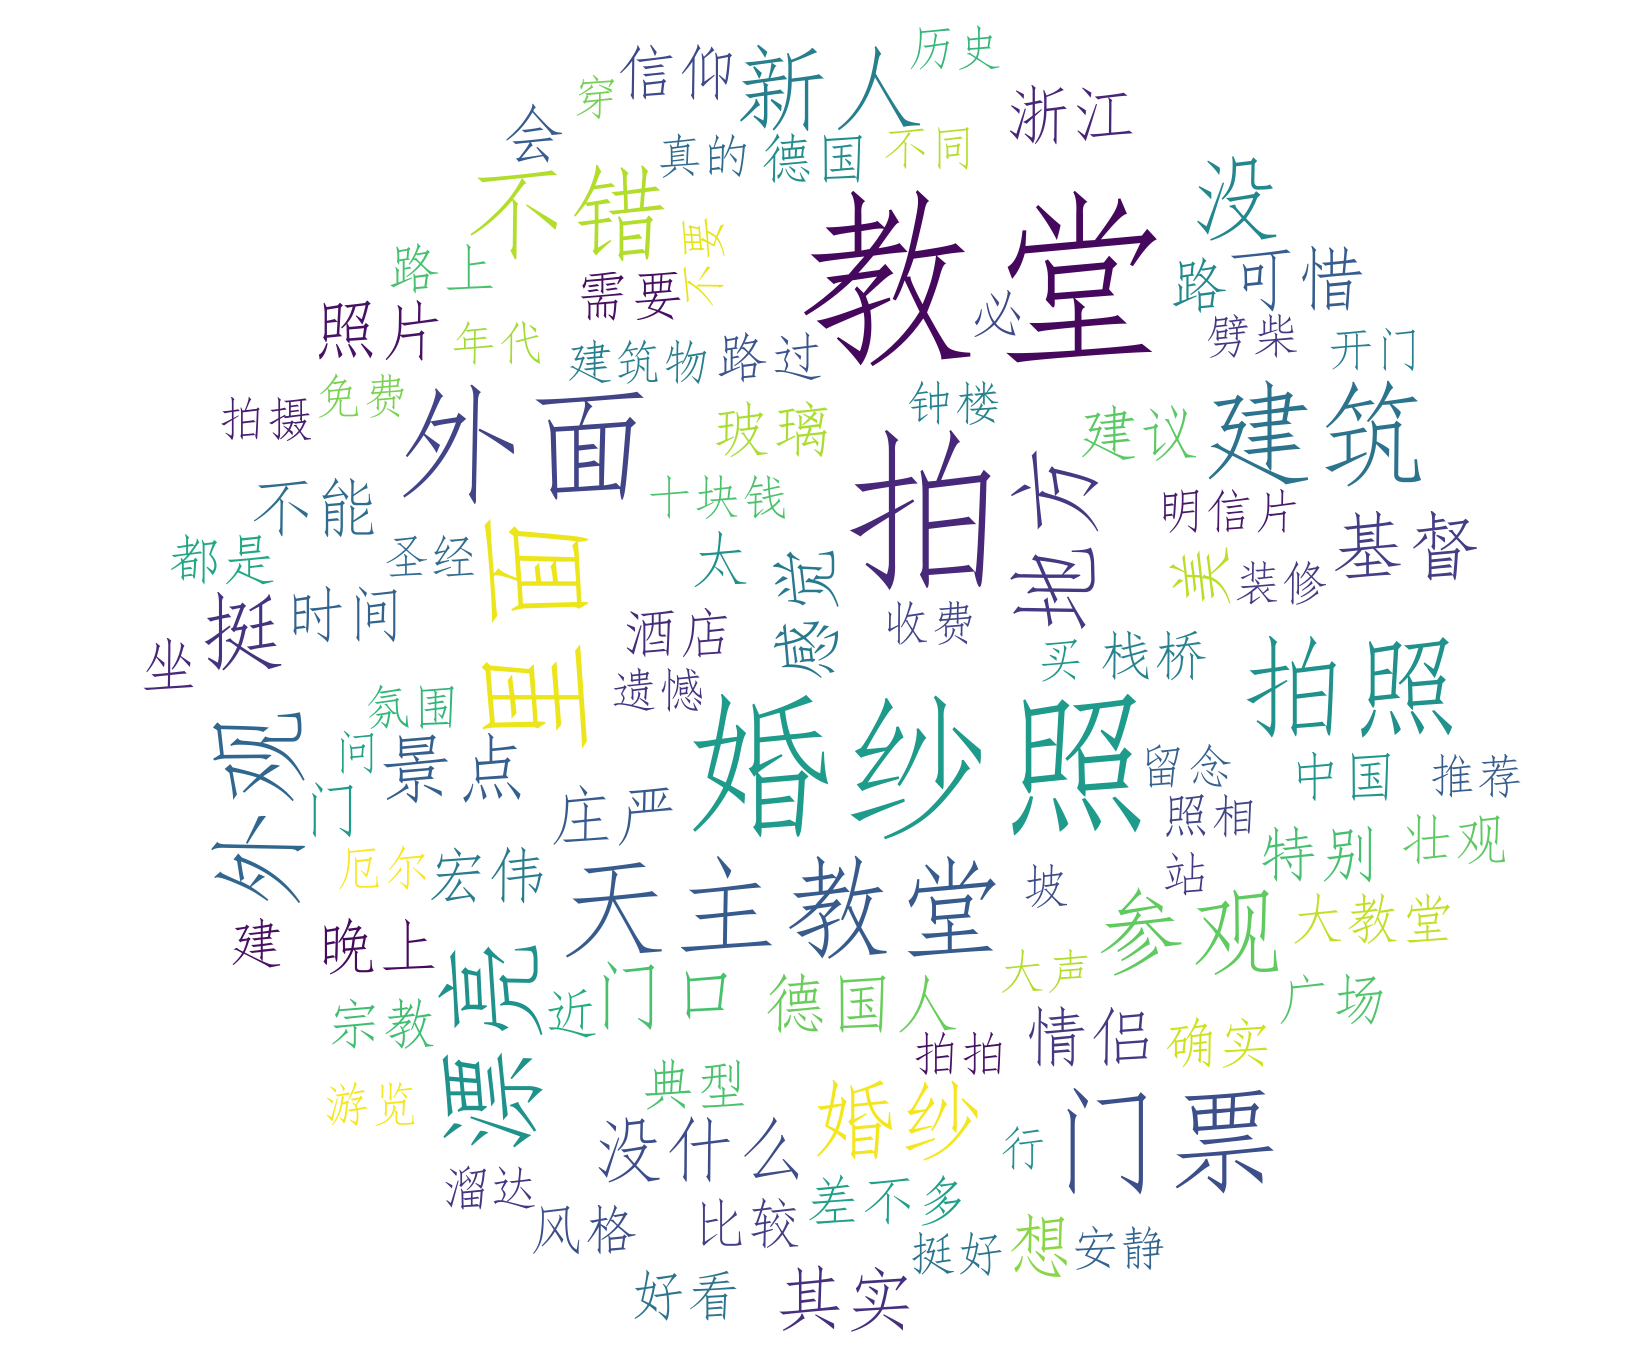 历史
信仰
新人
穿
浙江
会
真的
德国
不同
不错
没
教堂
不要
路上
需要
路
可惜
必
照片
年代
建筑物
路过
劈柴
开门
免费
拍摄
外面
玻璃
钟楼
建议
建筑
拍
地方
不能
十块钱
明信片
基督
都是
圣经
里面
太
感觉
美
装修
挺
时间
酒店
收费
坐
遗憾
买
栈桥
拍照
氛围
婚纱照
外观
问
景点
留念
中国
推荐
门
庄严
照相
特别
壮观
厄尔
宏伟
天主教堂
坡
站
参观
大教堂
建
晚上
漂亮
门口
德国人
大声
广场
宗教
近
拍拍
情侣
确实
游览
典型
婚纱
门票
没什么
行
溜达
差不多
风格
比较
挺好
想
安静
好看
其实